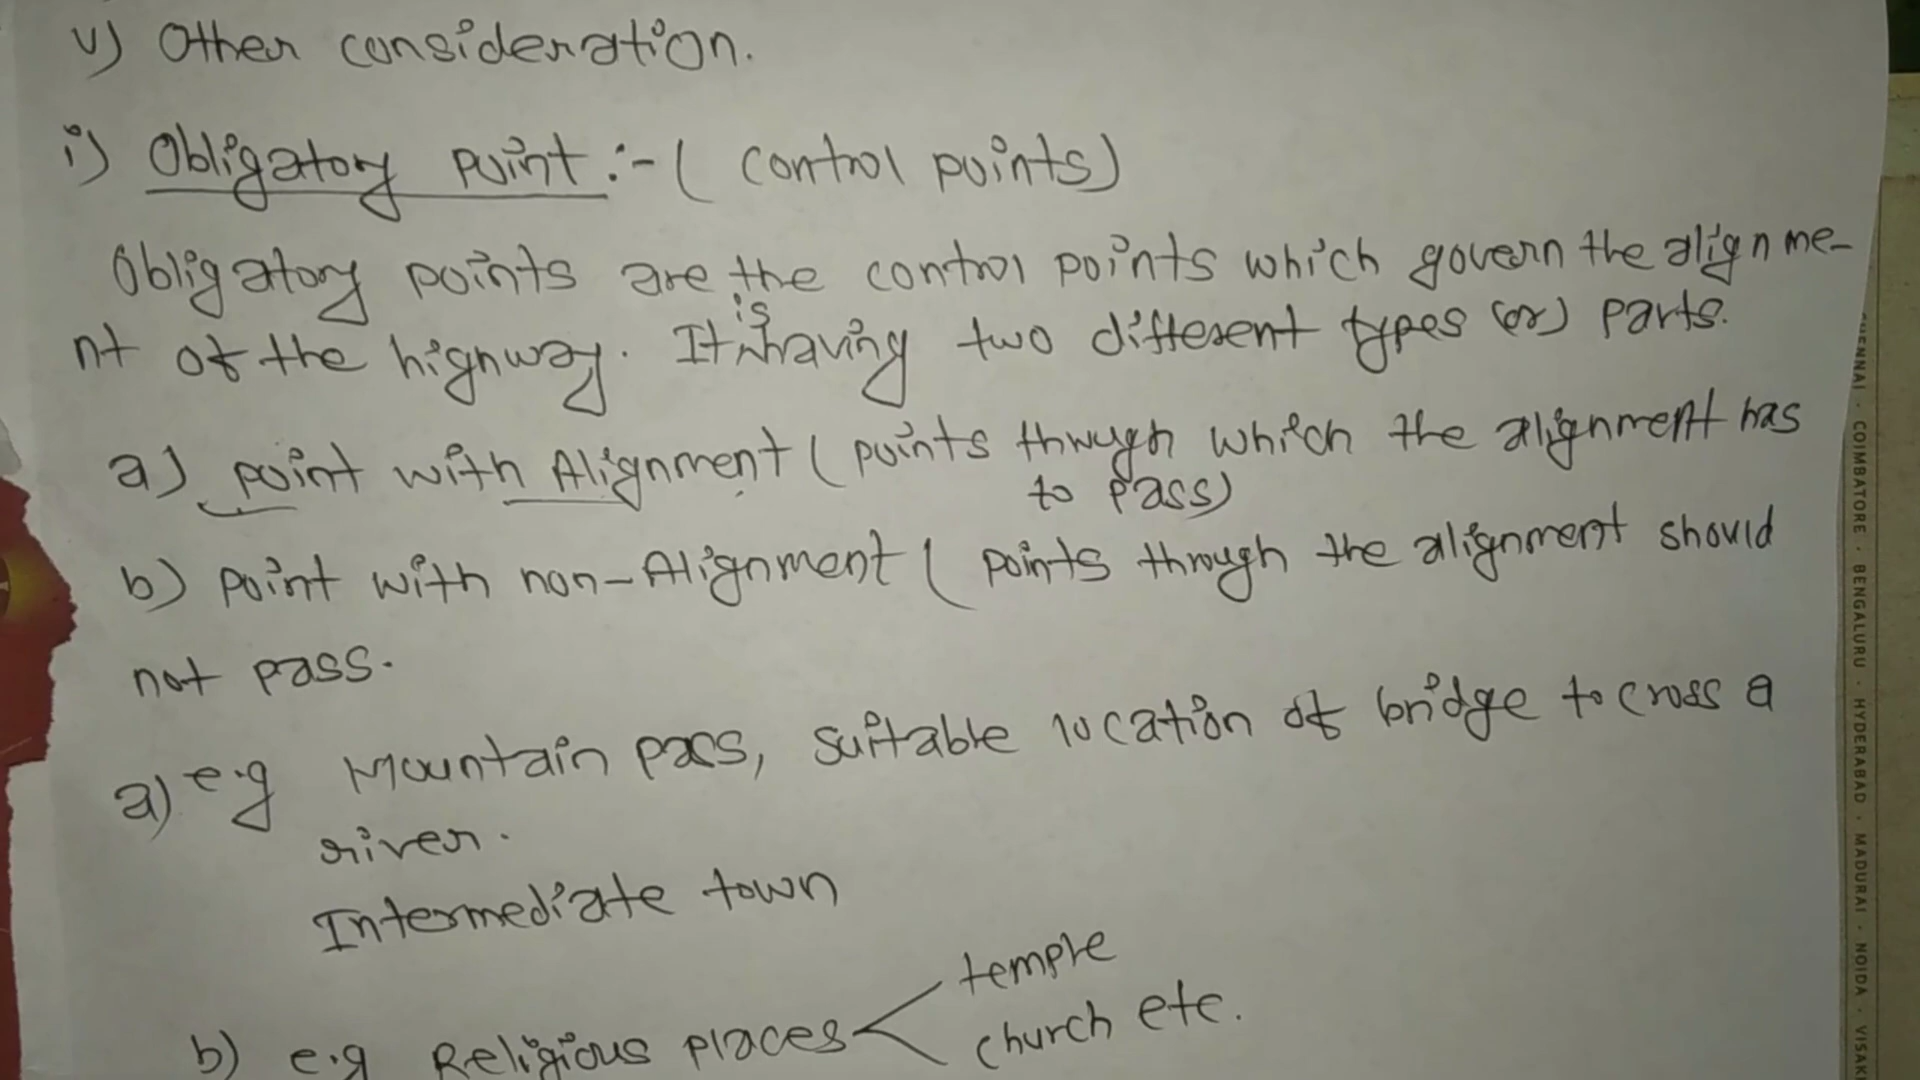 v) Other consideration.
i) Obligatory point :- ( control points)
Obligatory points are the control points which govern the alignme-
nt of the highway. It is having two different types (or) parts.
a) point with Alignment ( points through which the alignment has
to pass)
b) point with non-Alignment ( points through the alignment should
not pass.
a) e.g Mountain pass, suitable location of bridge to cross a
river.
Intermediate town
b) e.g Religious places < temple
church etc.
CHENNAI · COIMBATORE · BENGALURU · HYDERABAD · MADURAI · NOIDA · VISAK